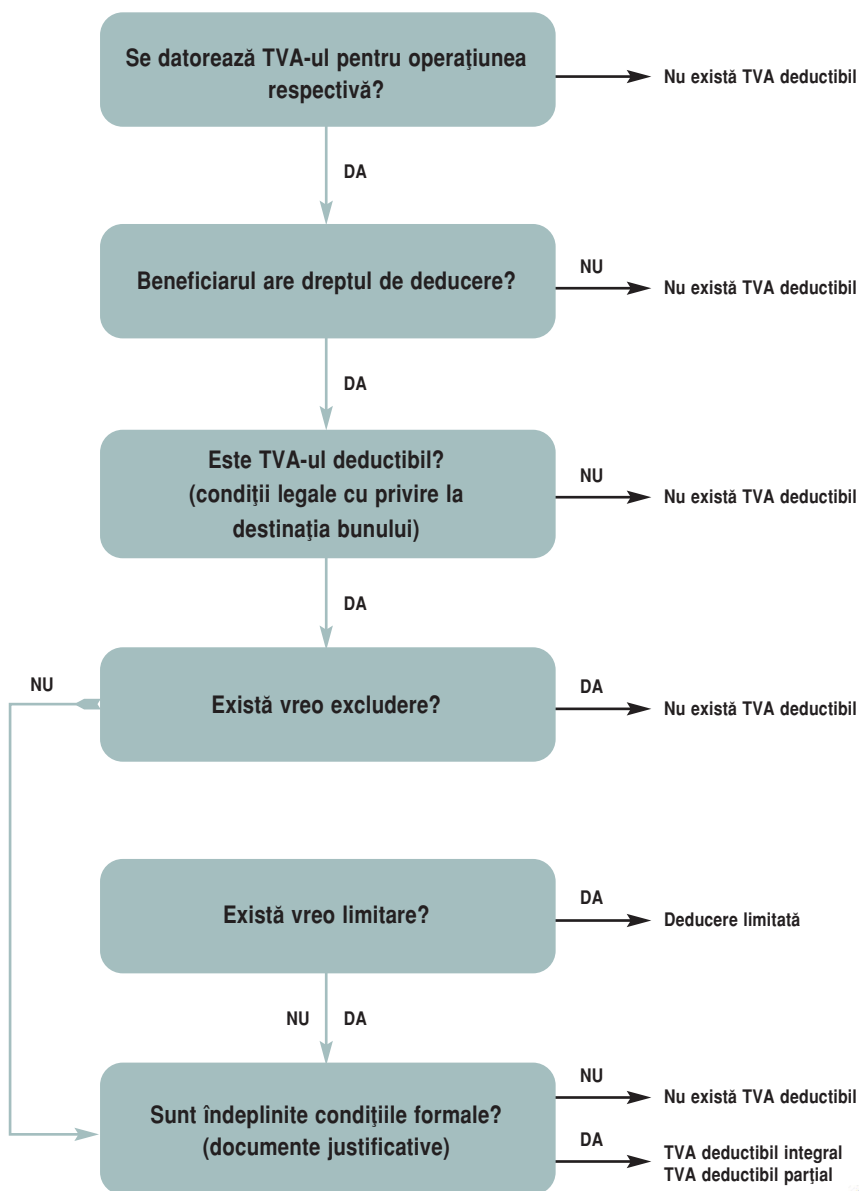 Se datorează TVA-ul pentru operaţiunea
respectivă?
Nu există TVA deductibil
DA
Beneficiarul are dreptul de deducere?
NU
Nu există TVA deductibil
DA
Este TVA-ul deductibil?
(condiţii legale cu privire la
destinaţia bunului)
NU
Nu există TVA deductibil
DA
NU
Există vreo excludere?
DA
Nu există TVA deductibil
Există vreo limitare?
DA
Deducere limitată
NU DA
Sunt îndeplinite condiţiile formale?
(documente justificative)
NU
Nu există TVA deductibil
DA
TVA deductibil integral
TVA deductibil parţial